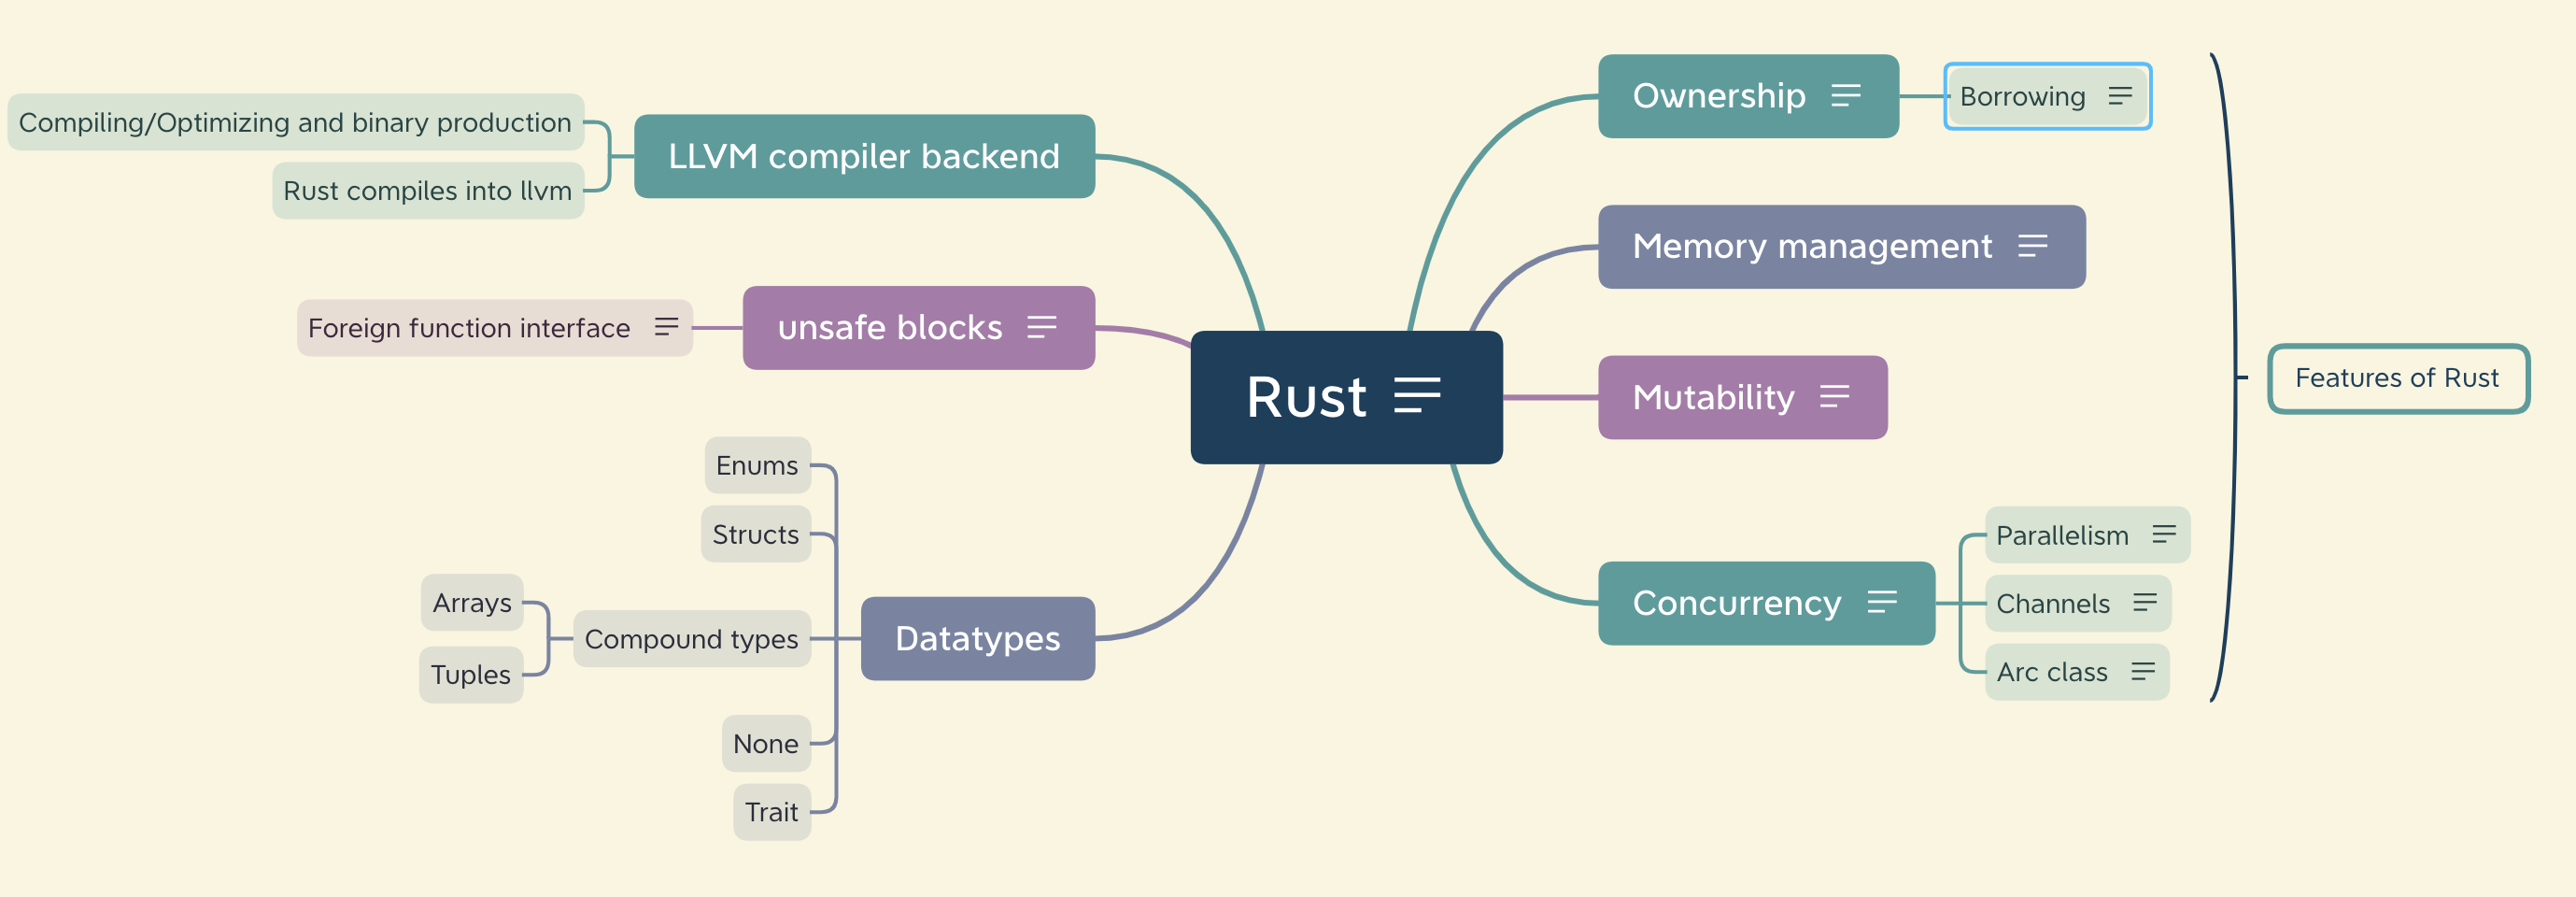 Rust
Ownership
Borrowing
Memory management
Mutability
Concurrency
Parallelism
Channels
Arc class
Features of Rust
LLVM compiler backend
Compiling/Optimizing and binary production
Rust compiles into llvm
unsafe blocks
Foreign function interface
Datatypes
Enums
Structs
Compound types
Arrays
Tuples
None
Trait